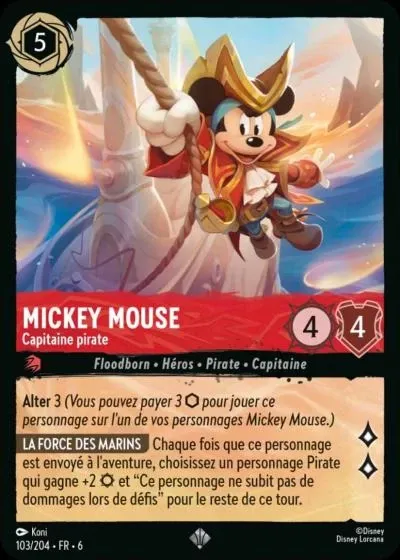 5
MICKEY MOUSE
Capitaine pirate
4
4
Floodborn • Héros • Pirate • Capitaine
Alter 3 (Vous pouvez payer 3 pour jouer ce
personnage sur l'un de vos personnages Mickey Mouse.)
LA FORCE DES MARINS Chaque fois que ce personnage
est envoyé à l'aventure, choisissez un personnage Pirate
qui gagne +2 et “Ce personnage ne subit pas de
dommages lors de défis” pour le reste de ce tour.
Koni
103/204 • FR • 6
©Disney
Disney Lorcana